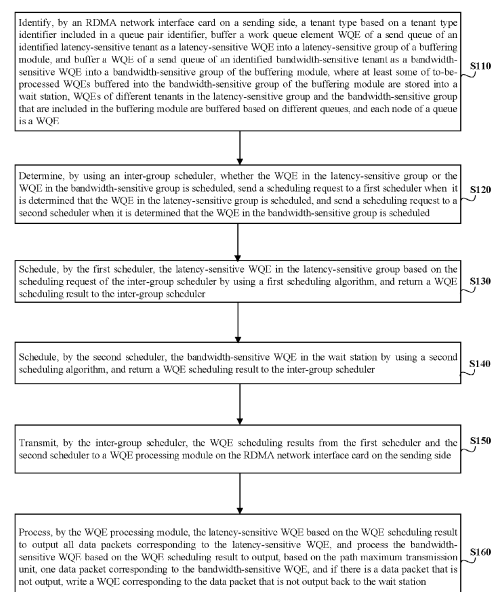 Identify, by an RDMA network interface card on a sending side, a tenant type based on a tenant type
identifier included in a queue pair identifier, buffer a work queue element WQE of a send queue of
an identified latency-sensitive tenant as a latency-sensitive WQE into a latency-sensitive group of a
buffering module, and buffer a WQE of a send queue of an identified bandwidth-sensitive tenant as a
bandwidth-sensitive WQE into a bandwidth-sensitive group of the buffering module, where at least some of to-be-
processed WQEs buffered into the bandwidth-sensitive group of the buffering module are stored into a
wait station, WQEs of different tenants in the latency-sensitive group and the bandwidth-sensitive group
that are included in the buffering module are buffered based on different queues, and each node of a queue
is a WQE
S110
Determine, by using an inter-group scheduler, whether the WQE in the latency-sensitive group or the
WQE in the bandwidth-sensitive group is scheduled, send a scheduling request to a first scheduler when it
is determined that the WQE in the latency-sensitive group is scheduled, and send a scheduling request to a
second scheduler when it is determined that the WQE in the bandwidth-sensitive group is scheduled
S120
Schedule, by the first scheduler, the latency-sensitive WQE in the latency-sensitive group based on the
scheduling request of the inter-group scheduler by using a first scheduling algorithm, and return a WQE
scheduling result to the inter-group scheduler
S130
Schedule, by the second scheduler, the bandwidth-sensitive WQE in the wait station by using a second
scheduling algorithm, and return a WQE scheduling result to the inter-group scheduler
S140
Transmit, by the inter-group scheduler, the WQE scheduling results from the first scheduler and the
second scheduler to a WQE processing module on the RDMA network interface card on the sending side
S150
Process, by the WQE processing module, the latency-sensitive WQE based on the WQE scheduling result
to output all data packets corresponding to the latency-sensitive WQE, and process the bandwidth-
sensitive WQE based on the WQE scheduling result to output, based on the path maximum transmission
unit, one data packet corresponding to the bandwidth-sensitive WQE, and if there is a data packet that is
not output, write a WQE corresponding to the data packet that is not output back to the wait station
S160